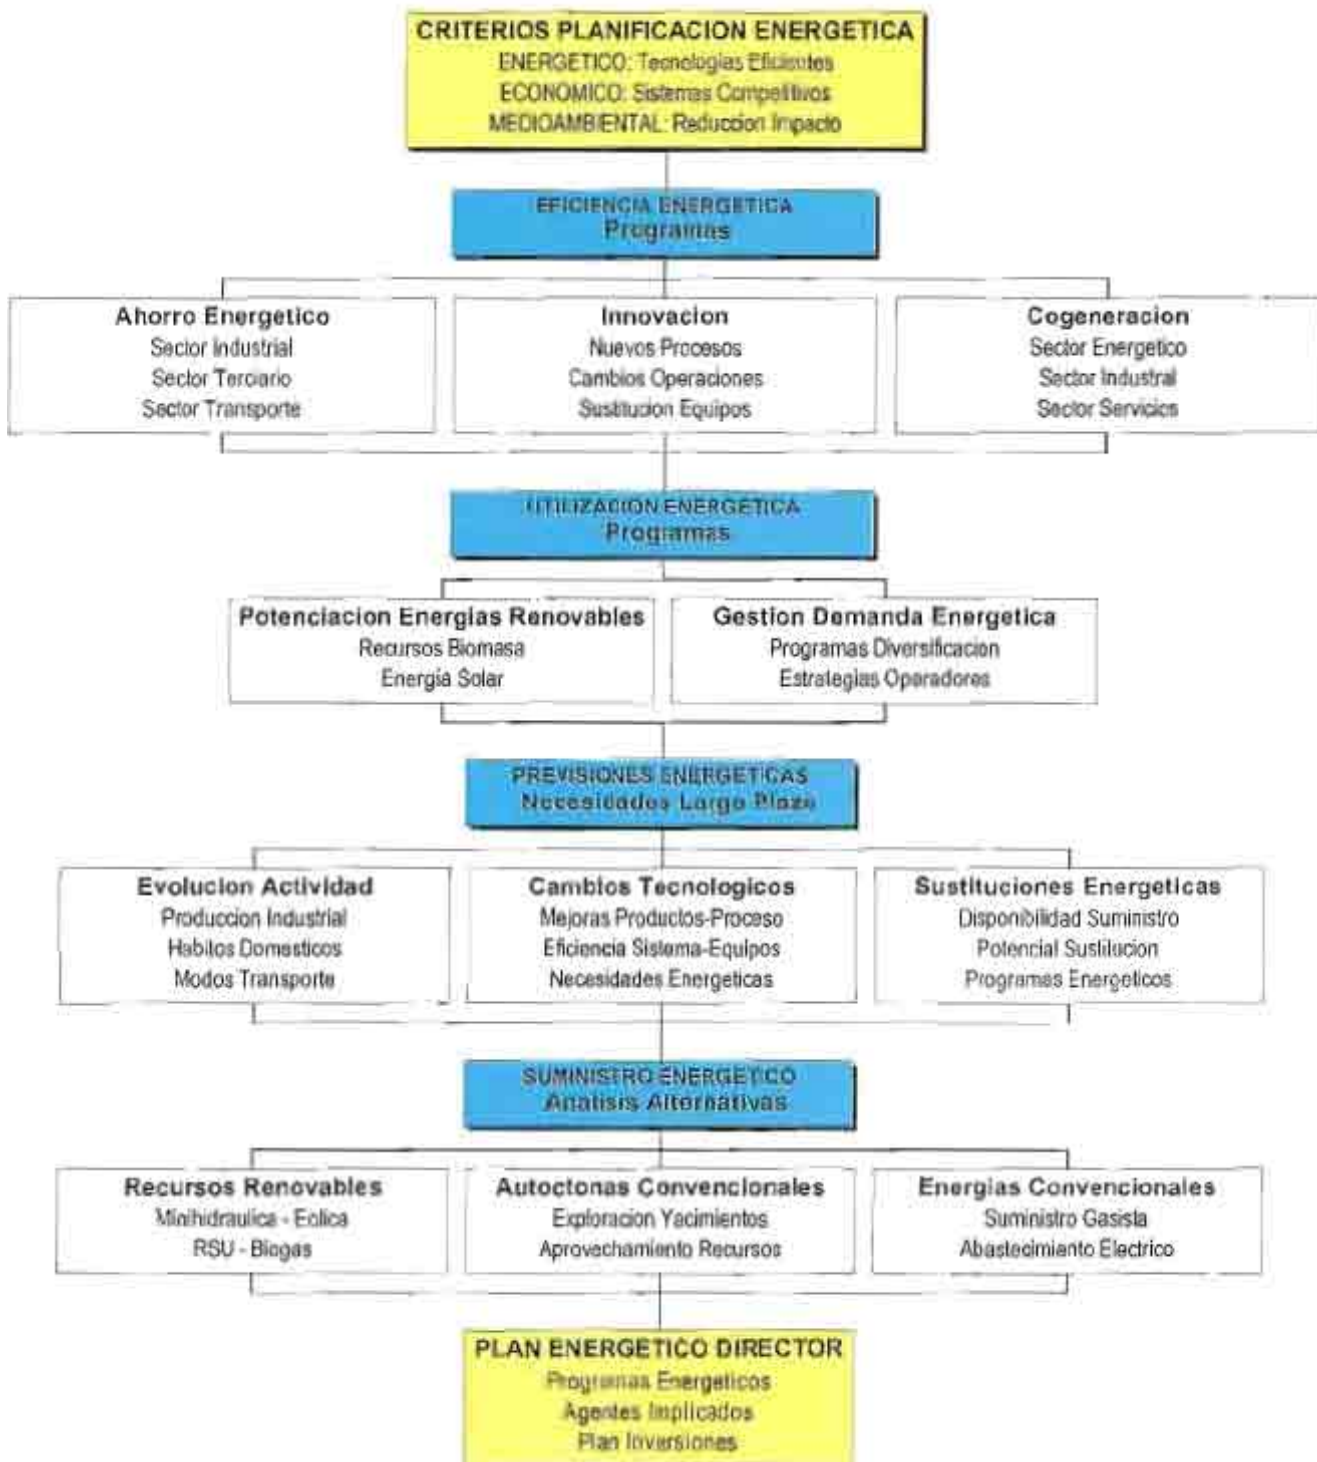 CRITERIOS PLANIFICACION ENERGETICA
ENERGETICO: Tecnologias Eficientes
ECONOMICO: Sistemas Competitivos
MEDIOAMBIENTAL: Reduccion Impacto
EFICIENCIA ENERGETICA
Programas
Ahorro Energetico
Sector Industrial
Sector Terciario
Sector Transporte
Innovacion
Nuevos Procesos
Cambios Operaciones
Sustitucion Equipos
Cogeneracion
Sector Energetico
Sector Industral
Sector Servicios
UTILIZACION ENERGETICA
Programas
Potenciacion Energias Renovables
Recursos Biomasa
Energia Solar
Gestion Demanda Energetica
Programas Diversificacion
Estrategias Operadores
PREVISIONES ENERGETICAS
Necesidades Largo Plazo
Evolucion Actividad
Produccion Industrial
Habitos Domesticos
Modos Transporte
Cambios Tecnologicos
Mejoras Productos-Proceso
Eficiencia Sistema-Equipos
Necesidades Energeticas
Sustituciones Energeticas
Disponibilidad Suministro
Potencial Sustitucion
Programas Energeticos
SUMINISTRO ENERGETICO
Analisis Alternativas
Recursos Renovables
Minihidraulica - Eolica
RSU - Biogas
Autoctonas Convencionales
Exploracion Yacimientos
Aprovechamiento Recursos
Energias Convencionales
Suministro Gasista
Abastecimiento Electrico
PLAN ENERGETICO DIRECTOR
Programas Energeticos
Agentes Implicados
Plan Inversiones